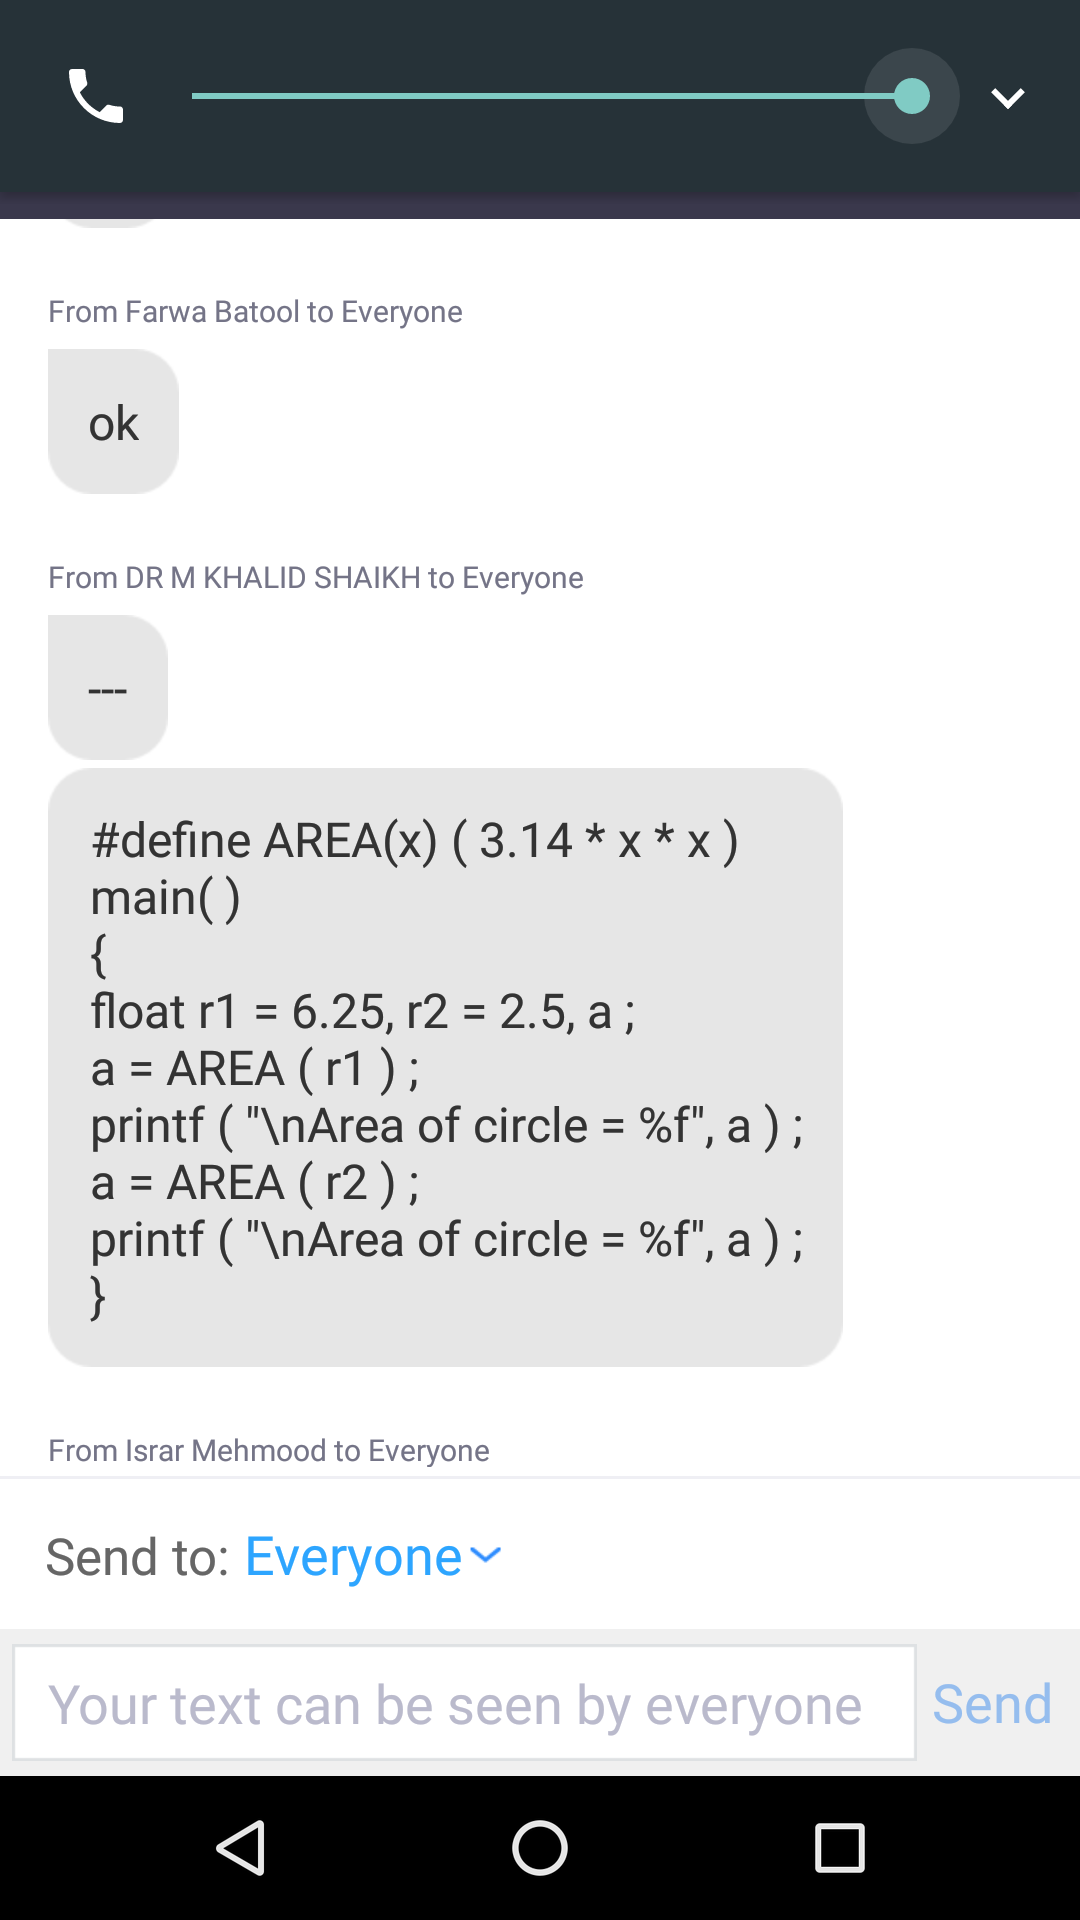 From Farwa Batool to Everyone
ok
From DR M KHALID SHAIKH to Everyone
---
#define AREA(x) ( 3.14 * x * x )
main( )
{
float r1 = 6.25, r2 = 2.5, a ;
a = AREA ( r1 ) ;
printf ( "\nArea of circle = %f", a ) ;
a = AREA ( r2 ) ;
printf ( "\nArea of circle = %f", a ) ;
}
From Israr Mehmood to Everyone
Send to: Everyone
Your text can be seen by everyone
Send